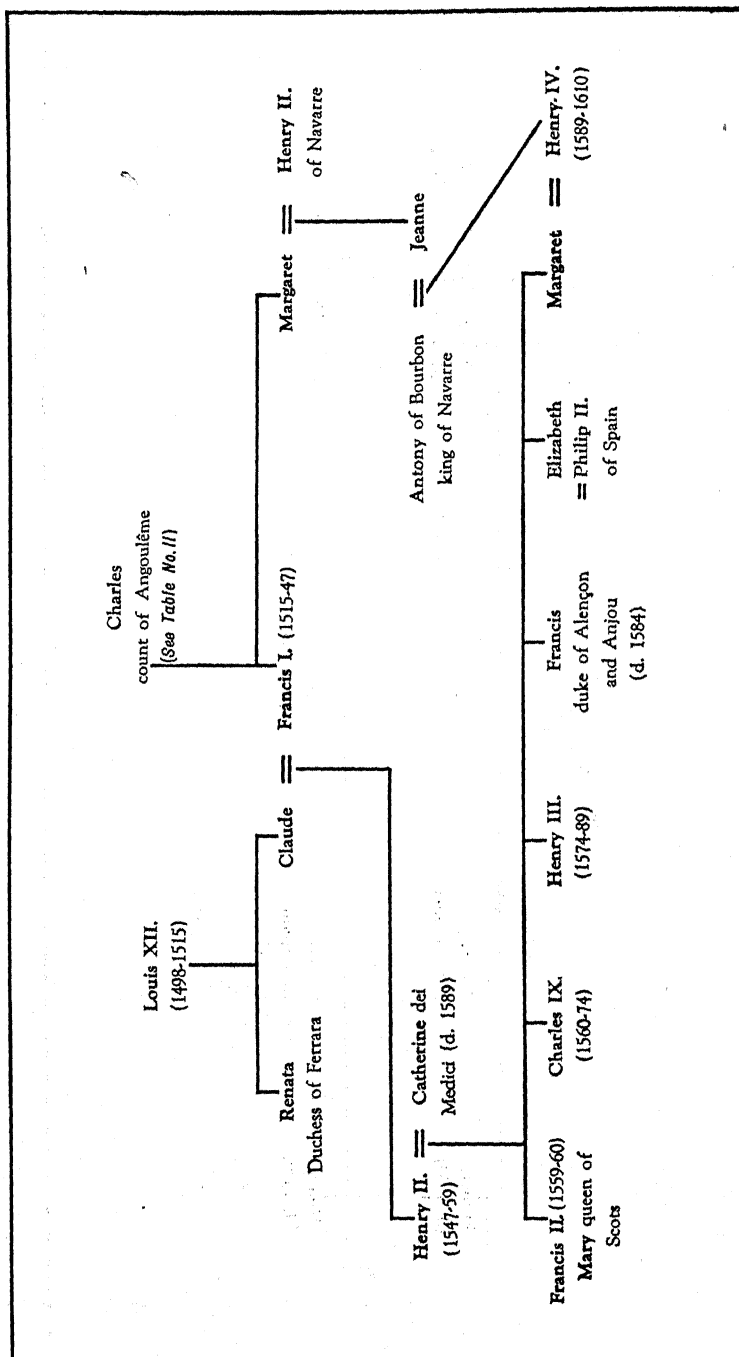 Charles
count of Angoulême
(See Table No.II)
Louis XII.
(1498-1515)
Renata
Duchess of Ferrara
Claude
=
Francis I. (1515-47)
Margaret
=
Henry II.
of Navarre
Henry II.
(1547-59)
=
Catherine dei
Medici (d. 1589)
Antony of Bourbon
king of Navarre
=
Jeanne
Francis II. (1559-60)
Mary queen of
Scots
Charles IX.
(1560-74)
Henry III.
(1574-89)
Francis
duke of Alençon
and Anjou
(d. 1584)
Elizabeth
= Philip II.
of Spain
Margaret
=
Henry IV.
(1589-1610)